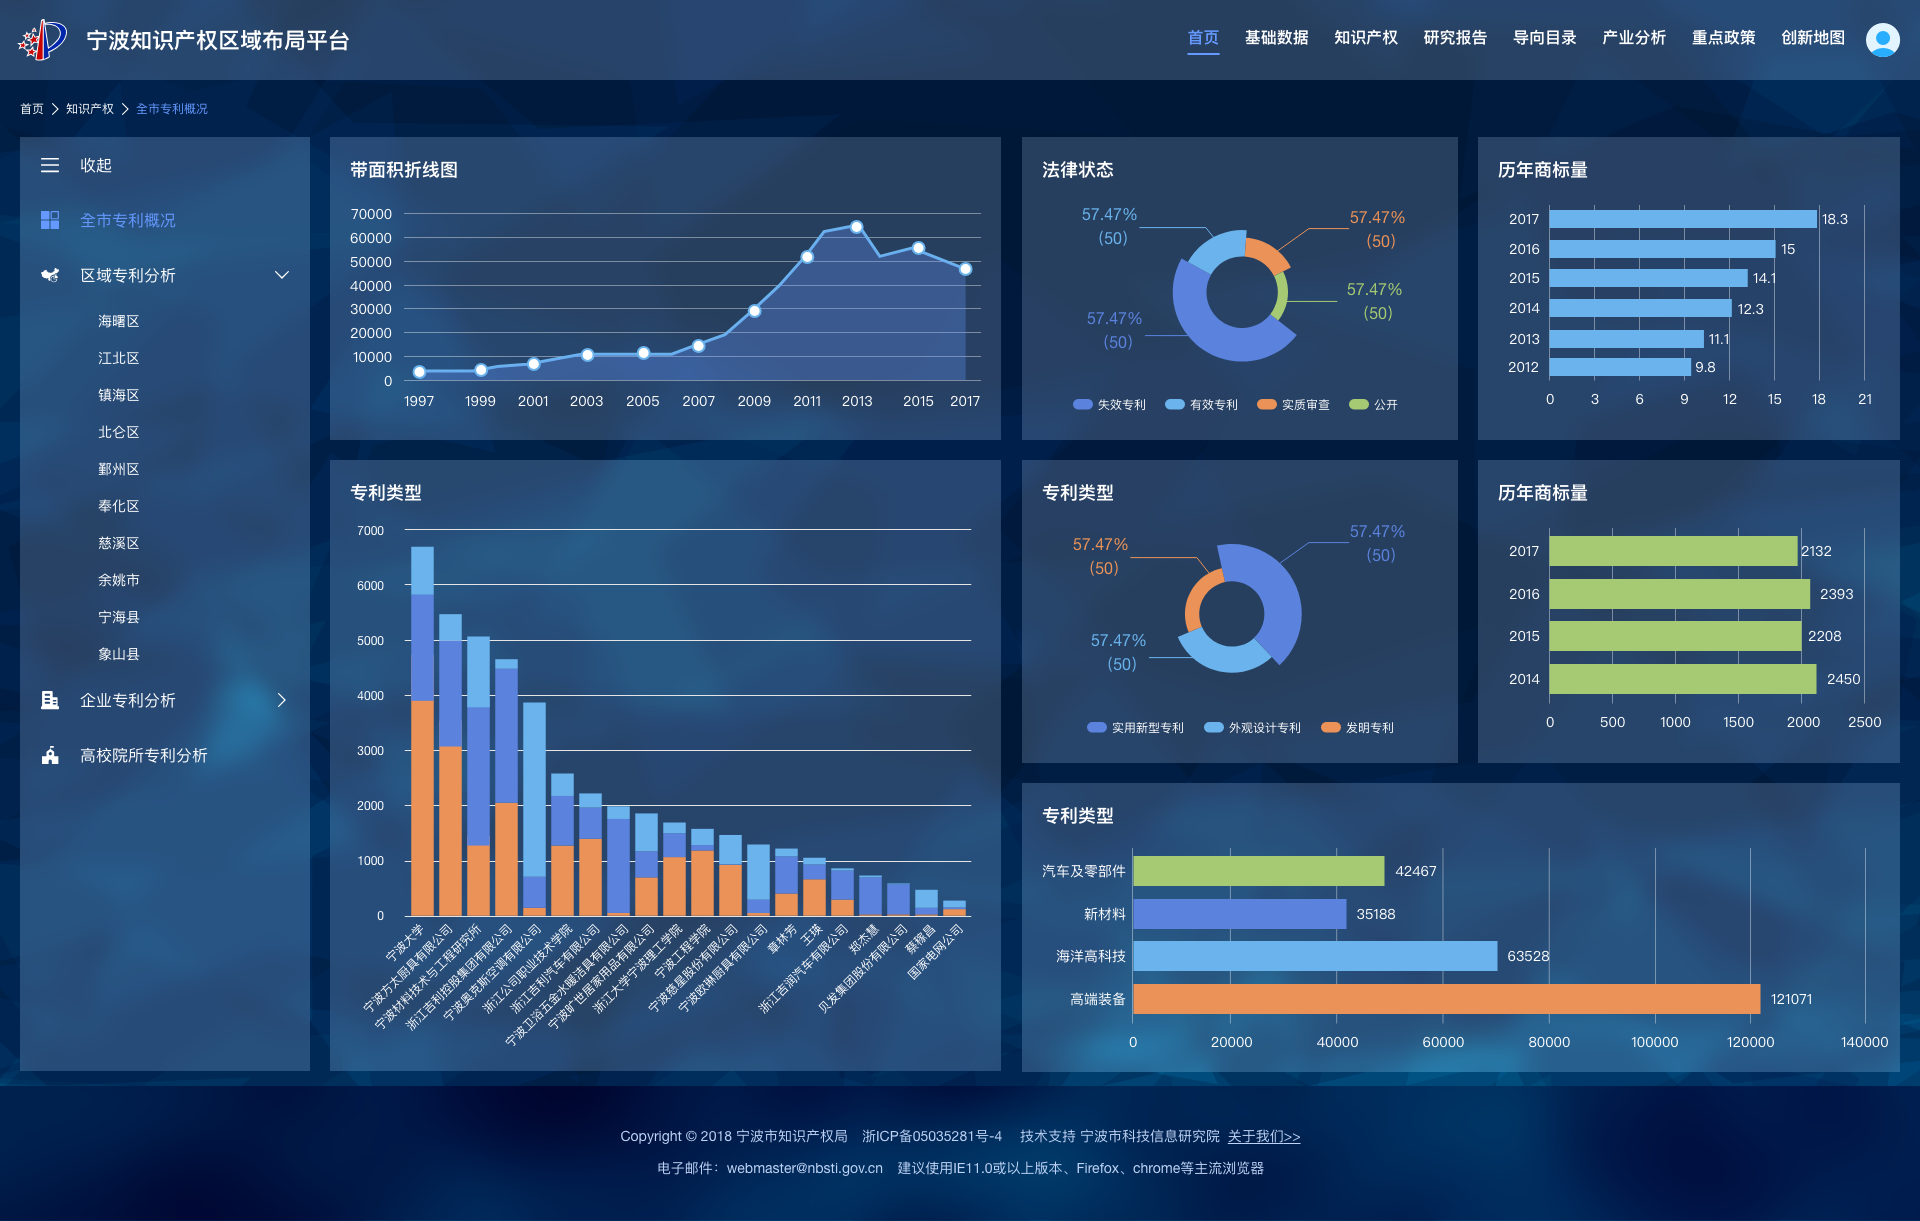 宁波知识产权区域布局平台
首页 基础数据 知识产权 研究报告 导向目录 产业分析 重点政策 创新地图
首页 > 知识产权 > 全市专利概况
收起
全市专利概况
区域专利分析
海曙区
江北区
镇海区
北仑区
鄞州区
奉化区
慈溪区
余姚市
宁海县
象山县
企业专利分析
高校院所专利分析
带面积折线图
70000
60000
50000
40000
30000
20000
10000
0
1997 1999 2001 2003 2005 2007 2009 2011 2013 2015 2017
法律状态
57.47%
(50)
57.47%
(50)
57.47%
(50)
57.47%
(50)
失效专利 有效专利 实质审查 公开
历年商标量
2017 18.3
2016 15
2015 14.1
2014 12.3
2013 11.1
2012 9.8
0 3 6 9 12 15 18 21
专利类型
7000
6000
5000
4000
3000
2000
1000
0
宁波大学
宁波方太厨具有限公司
宁波材料技术与工程研究所
浙江吉利控股集团有限公司
宁波奥克斯空调有限公司
浙江公司职业技术学院
浙江吉利汽车有限公司
宁波卫浴五金水暖洁具有限公司
宁波旷世居家用品有限公司
浙江大学宁波理工学院
宁波工程学院
宁波慈星股份有限公司
宁波欧琳厨具有限公司
章林芳
王瑛
浙江吉润汽车有限公司
郑杰慧
贝发集团股份有限公司
蔡稼昌
国家电网公司
专利类型
57.47%
(50)
57.47%
(50)
57.47%
(50)
实用新型专利 外观设计专利 发明专利
历年商标量
2017 2132
2016 2393
2015 2208
2014 2450
0 500 1000 1500 2000 2500
专利类型
汽车及零部件 42467
新材料 35188
海洋高科技 63528
高端装备 121071
0 20000 40000 60000 80000 100000 120000 140000
Copyright © 2018 宁波市知识产权局 浙ICP备05035281号-4 技术支持 宁波市科技信息研究院 关于我们>>
电子邮件：webmaster@nbsti.gov.cn 建议使用IE11.0或以上版本、Firefox、chrome等主流浏览器